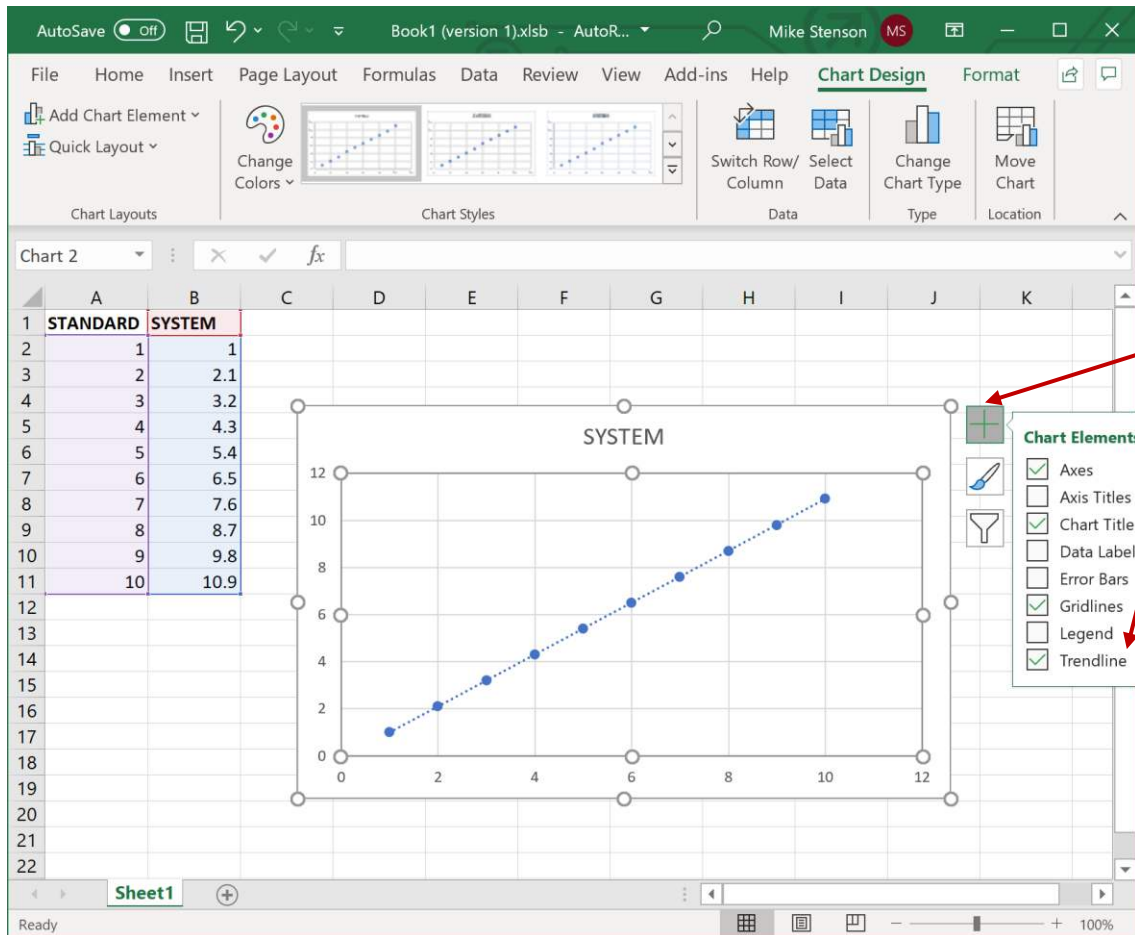 AutoSave Off Book1 (version 1).xlsb - AutoR... Mike Stenson MS
File Home Insert Page Layout Formulas Data Review View Add-ins Help Chart Design Format
Add Chart Element
Quick Layout
Change Colors
Switch Row/ Column
Select Data
Change Chart Type
Move Chart
Chart Layouts Chart Styles Data Type Location
Chart 2 fx
A B C D E F G H I J K
1 STANDARD SYSTEM
2 1 1
3 2 2.1
4 3 3.2
5 4 4.3
6 5 5.4
7 6 6.5
8 7 7.6
9 8 8.7
10 9 9.8
11 10 10.9
12
13
14
15
16
17
18
19
20
21
22
SYSTEM
12
10
8
6
4
2
0
0 2 4 6 8 10 12
Chart Elements
Axes
Axis Titles
Chart Title
Data Label
Error Bars
Gridlines
Legend
Trendline
Sheet1
Ready 100%